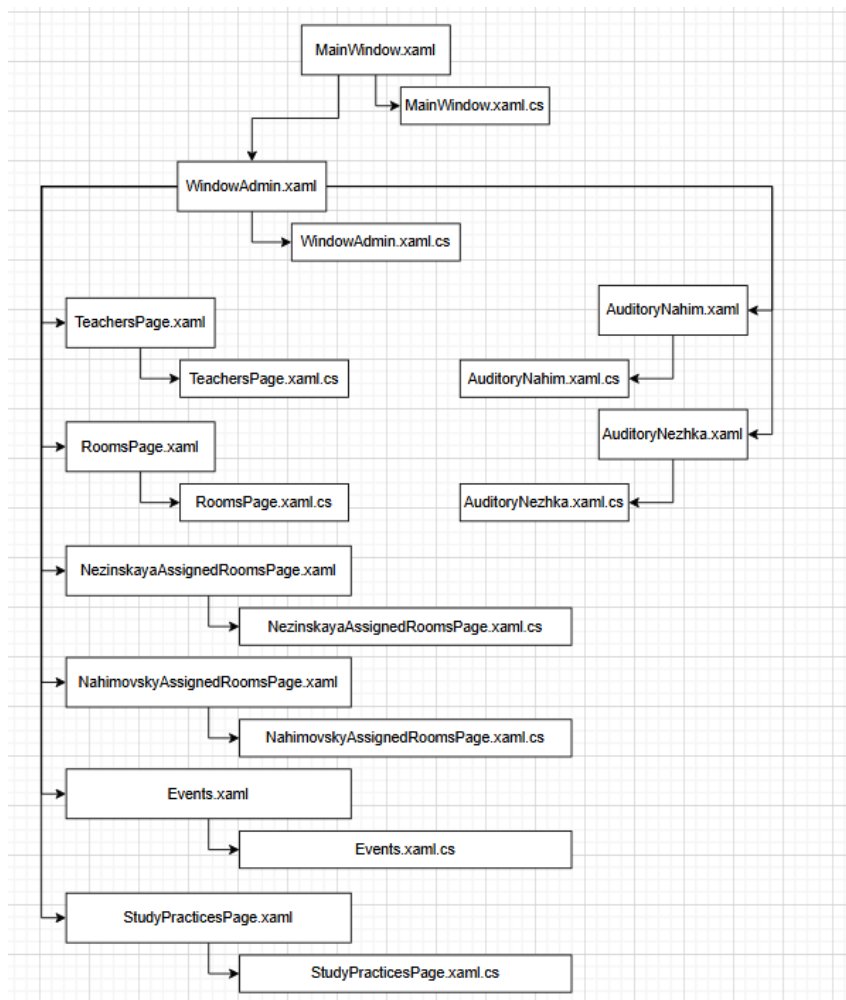 MainWindow.xaml
MainWindow.xaml.cs
WindowAdmin.xaml
WindowAdmin.xaml.cs
TeachersPage.xaml
TeachersPage.xaml.cs
RoomsPage.xaml
RoomsPage.xaml.cs
NezinskayaAssignedRoomsPage.xaml
NezinskayaAssignedRoomsPage.xaml.cs
NahimovskyAssignedRoomsPage.xaml
NahimovskyAssignedRoomsPage.xaml.cs
Events.xaml
Events.xaml.cs
StudyPracticesPage.xaml
StudyPracticesPage.xaml.cs
AuditoryNahim.xaml
AuditoryNahim.xaml.cs
AuditoryNezhka.xaml
AuditoryNezhka.xaml.cs